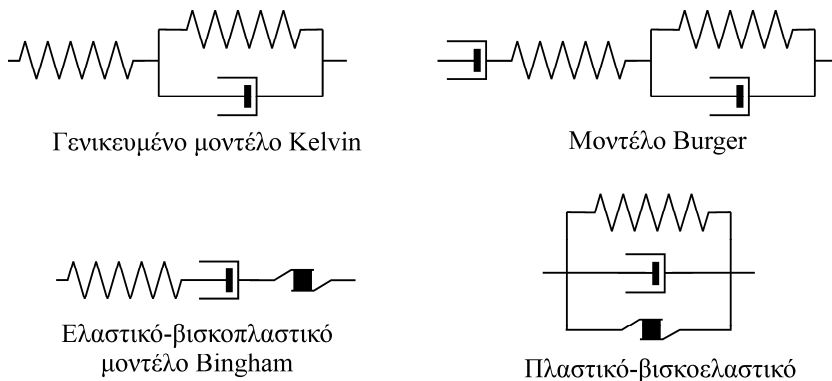 Γενικευμένο μοντέλο Kelvin
Μοντέλο Burger
Ελαστικό-βισκοπλαστικό
μοντέλο Bingham
Πλαστικό-βισκοελαστικό